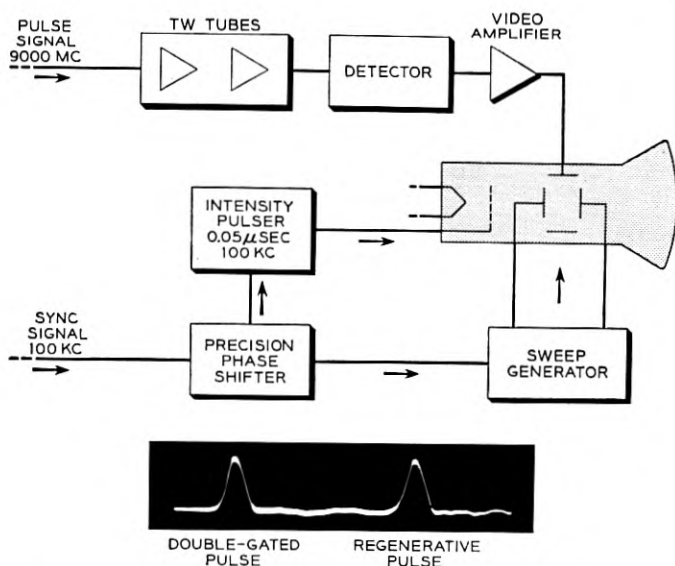 PULSE
SIGNAL
9000 MC
TW TUBES
DETECTOR
VIDEO
AMPLIFIER
INTENSITY
PULSER
0.05μSEC
100 KC
SYNC
SIGNAL
100 KC
PRECISION
PHASE
SHIFTER
SWEEP
GENERATOR
DOUBLE-GATED
PULSE
REGENERATIVE
PULSE